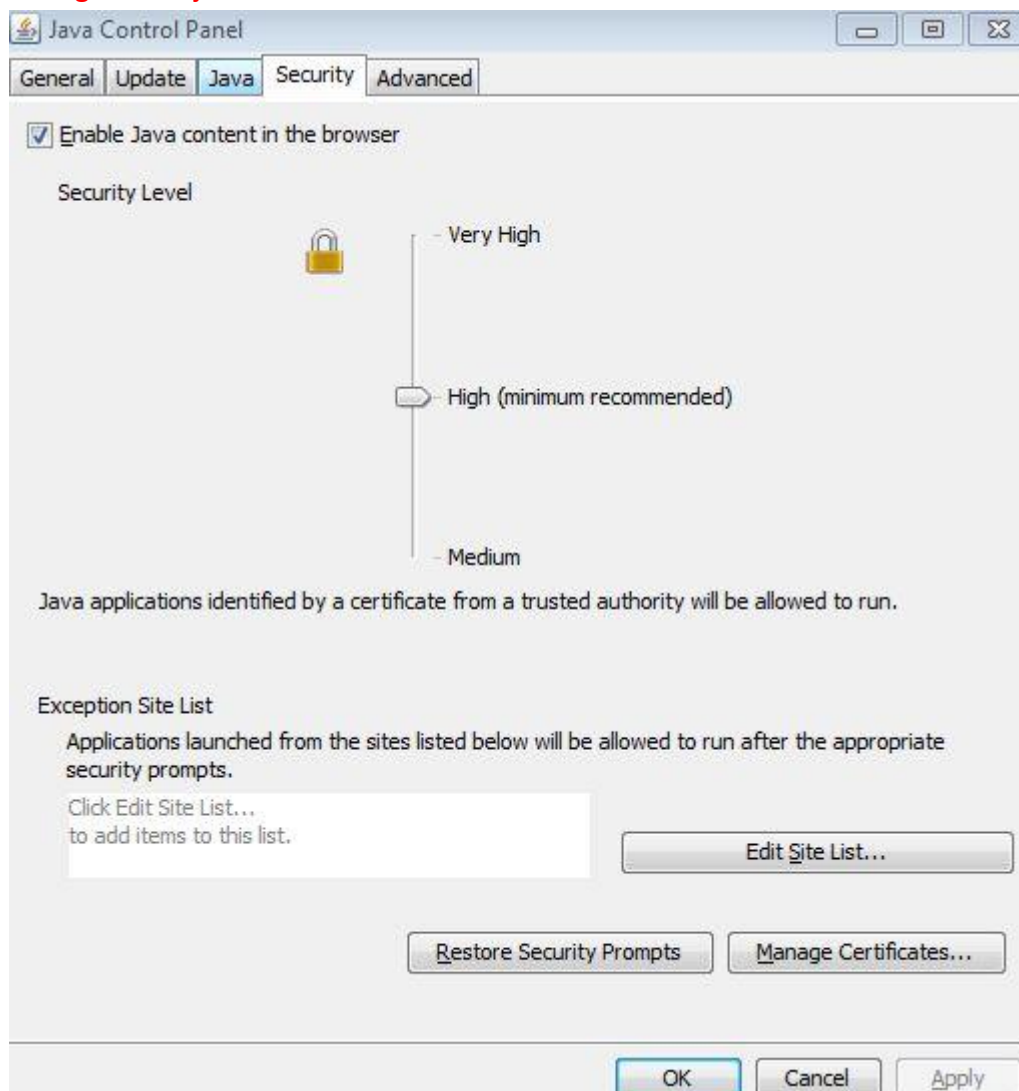 Java Control Panel
General Update Java Security Advanced
Enable Java content in the browser
Security Level
Very High
High (minimum recommended)
Medium
Java applications identified by a certificate from a trusted authority will be allowed to run.
Exception Site List
Applications launched from the sites listed below will be allowed to run after the appropriate
security prompts.
Click Edit Site List...
to add items to this list.
Edit Site List...
Restore Security Prompts Manage Certificates...
OK Cancel Apply